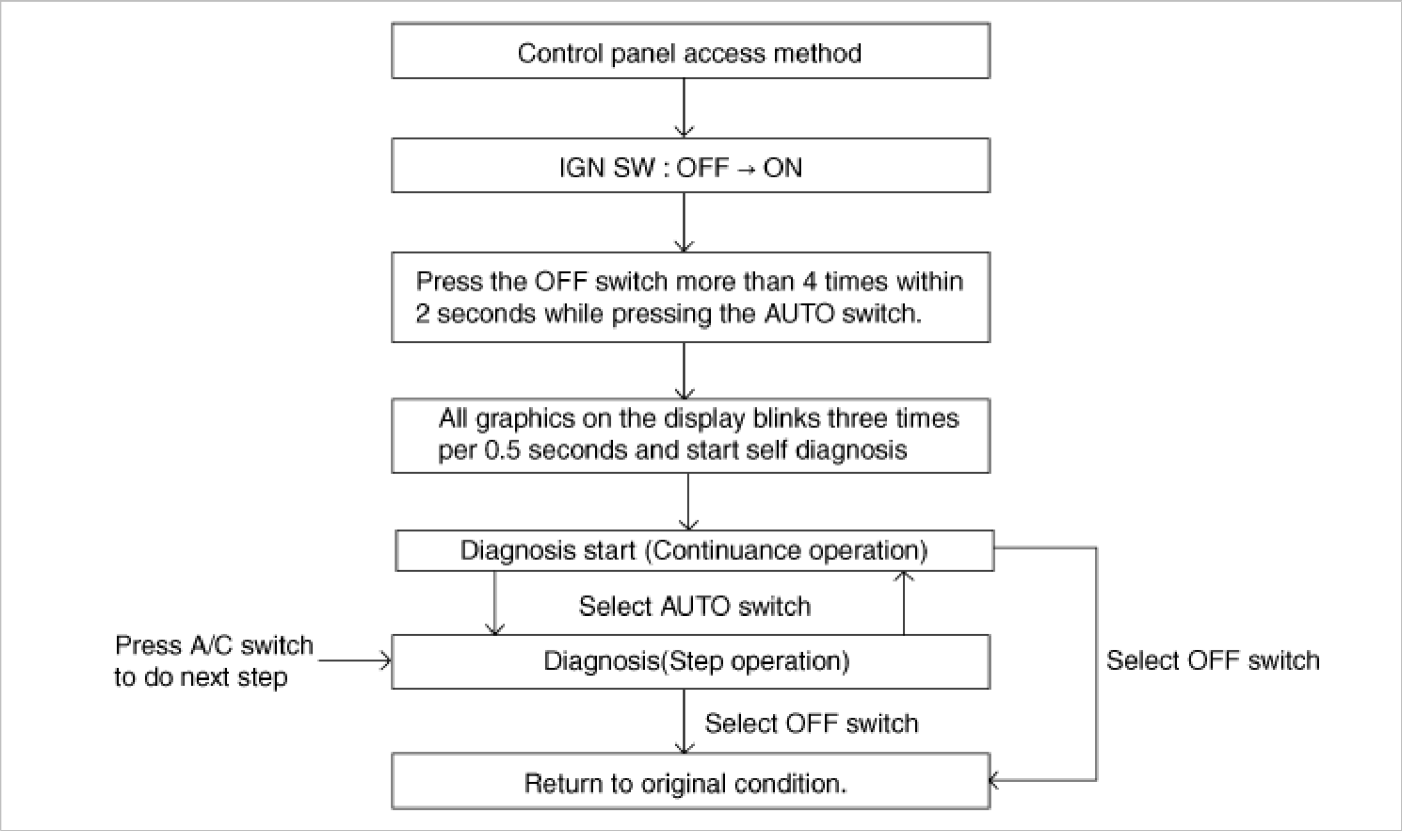 Control panel access method
IGN SW : OFF → ON
Press the OFF switch more than 4 times within
2 seconds while pressing the AUTO switch.
All graphics on the display blinks three times
per 0.5 seconds and start self diagnosis
Diagnosis start (Continuance operation)
Select AUTO switch
Press A/C switch
to do next step
Diagnosis(Step operation)
Select OFF switch
Select OFF switch
Return to original condition.